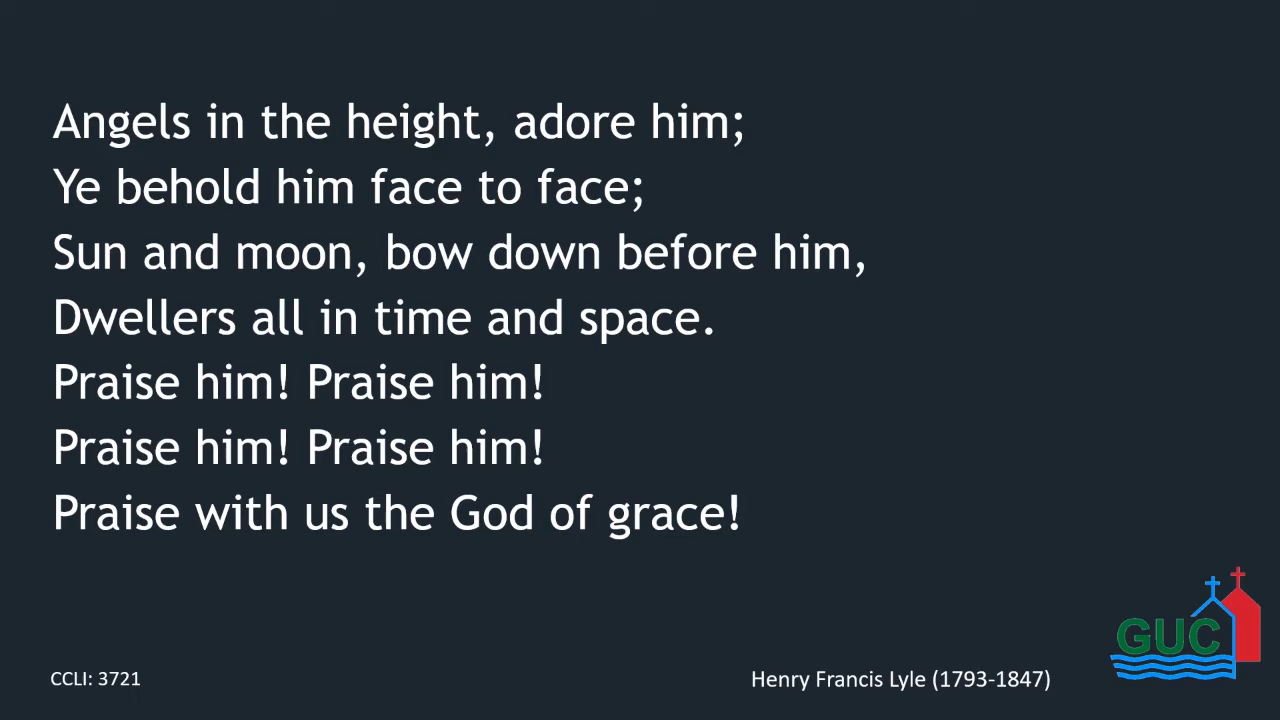 Angels in the height, adore him;
Ye behold him face to face;
Sun and moon, bow down before him,
Dwellers all in time and space.
Praise him! Praise him!
Praise him! Praise him!
Praise with us the God of grace!
GUC
CCLI: 3721
Henry Francis Lyle (1793-1847)